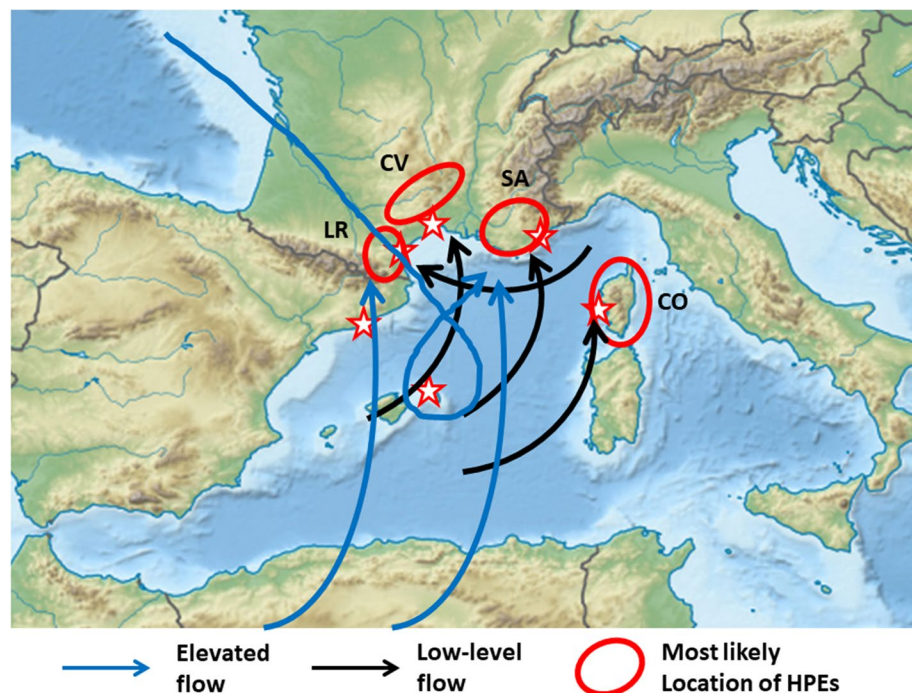 CV
SA
LR
CO
Elevated
flow
Low-level
flow
Most likely
Location of HPEs